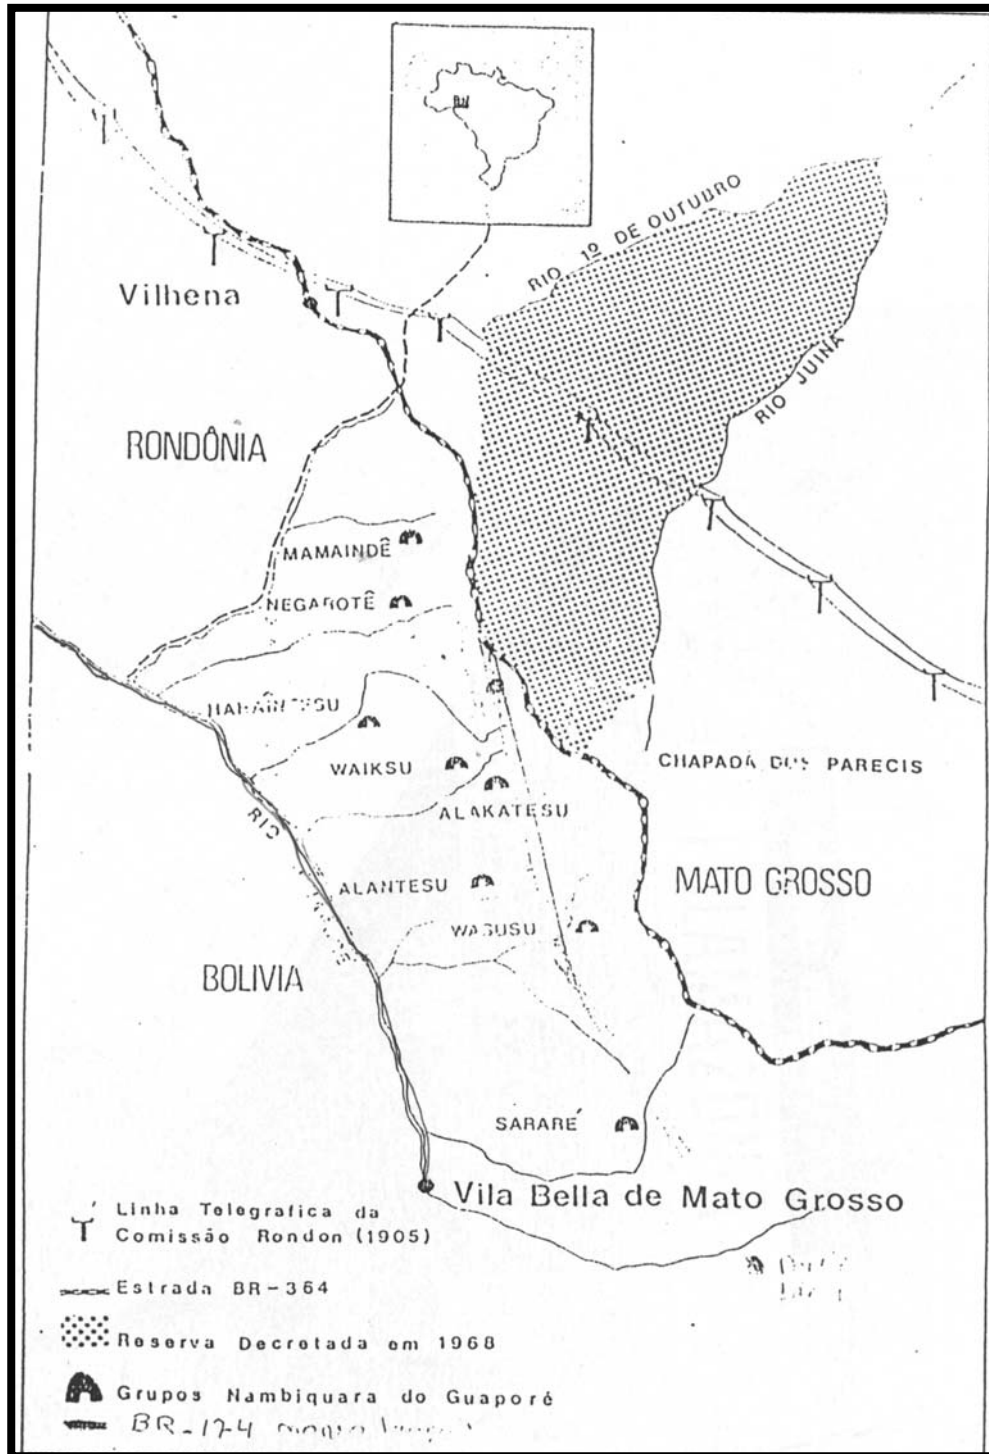 RIO 1º DE OUTUBRO
Vilhena
RIO JUINA
RONDÔNIA
MAMAINDÊ
NEGAROTÊ
WAIKSU
CHAPADA DOS PARECIS
RIO
ALAKATESU
MATO GROSSO
ALANTESU
WASUSU
BOLIVIA
SARARÉ
Vila Bella de Mato Grosso
Linha Telegrafica da
Comissão Rondon (1905)
Estrada BR-364
Reserva Decretada em 1968
Grupos Nambiquara do Guaporé
BR-174